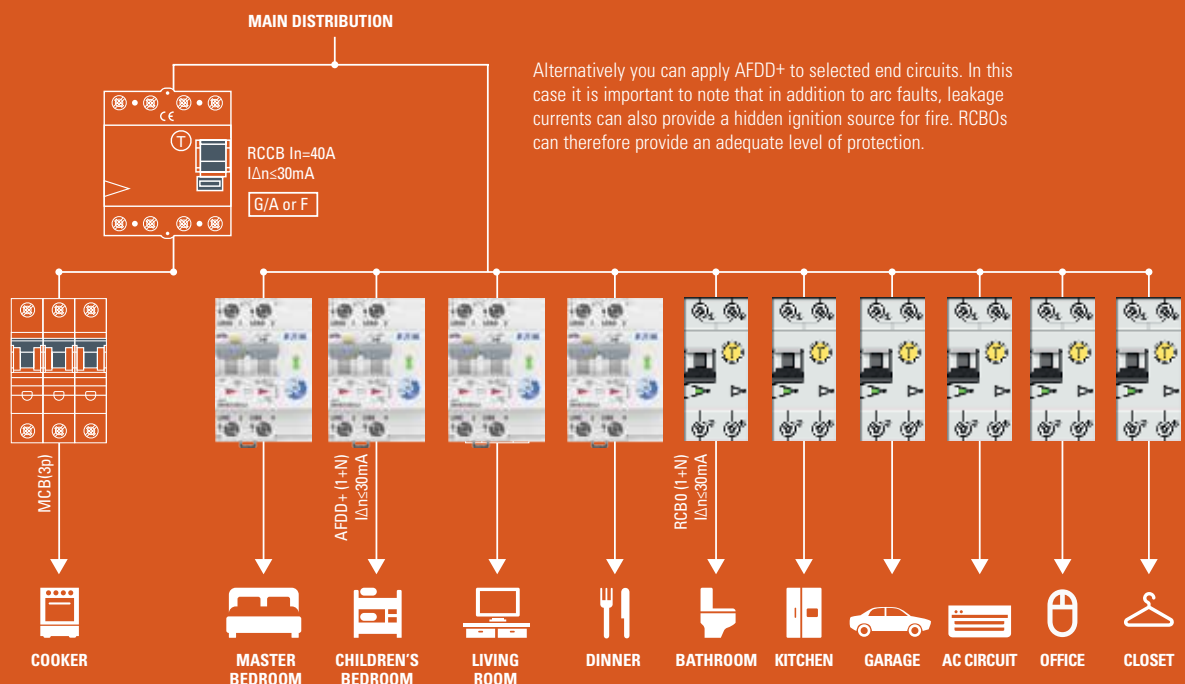 MAIN DISTRIBUTION
Alternatively you can apply AFDD+ to selected end circuits. In this
case it is important to note that in addition to arc faults, leakage
currents can also provide a hidden ignition source for fire. RCBOs
can therefore provide an adequate level of protection.
CE
T
RCCB In=40A
I∆n≤30mA
G/A or F
MCB(3p)
AFDD+ (1+N)
I∆n≤30mA
RCBO (1+N)
I∆n≤30mA
COOKER
MASTER
BEDROOM
CHILDREN'S
BEDROOM
LIVING
ROOM
DINNER
BATHROOM
KITCHEN
GARAGE
AC CIRCUIT
OFFICE
CLOSET